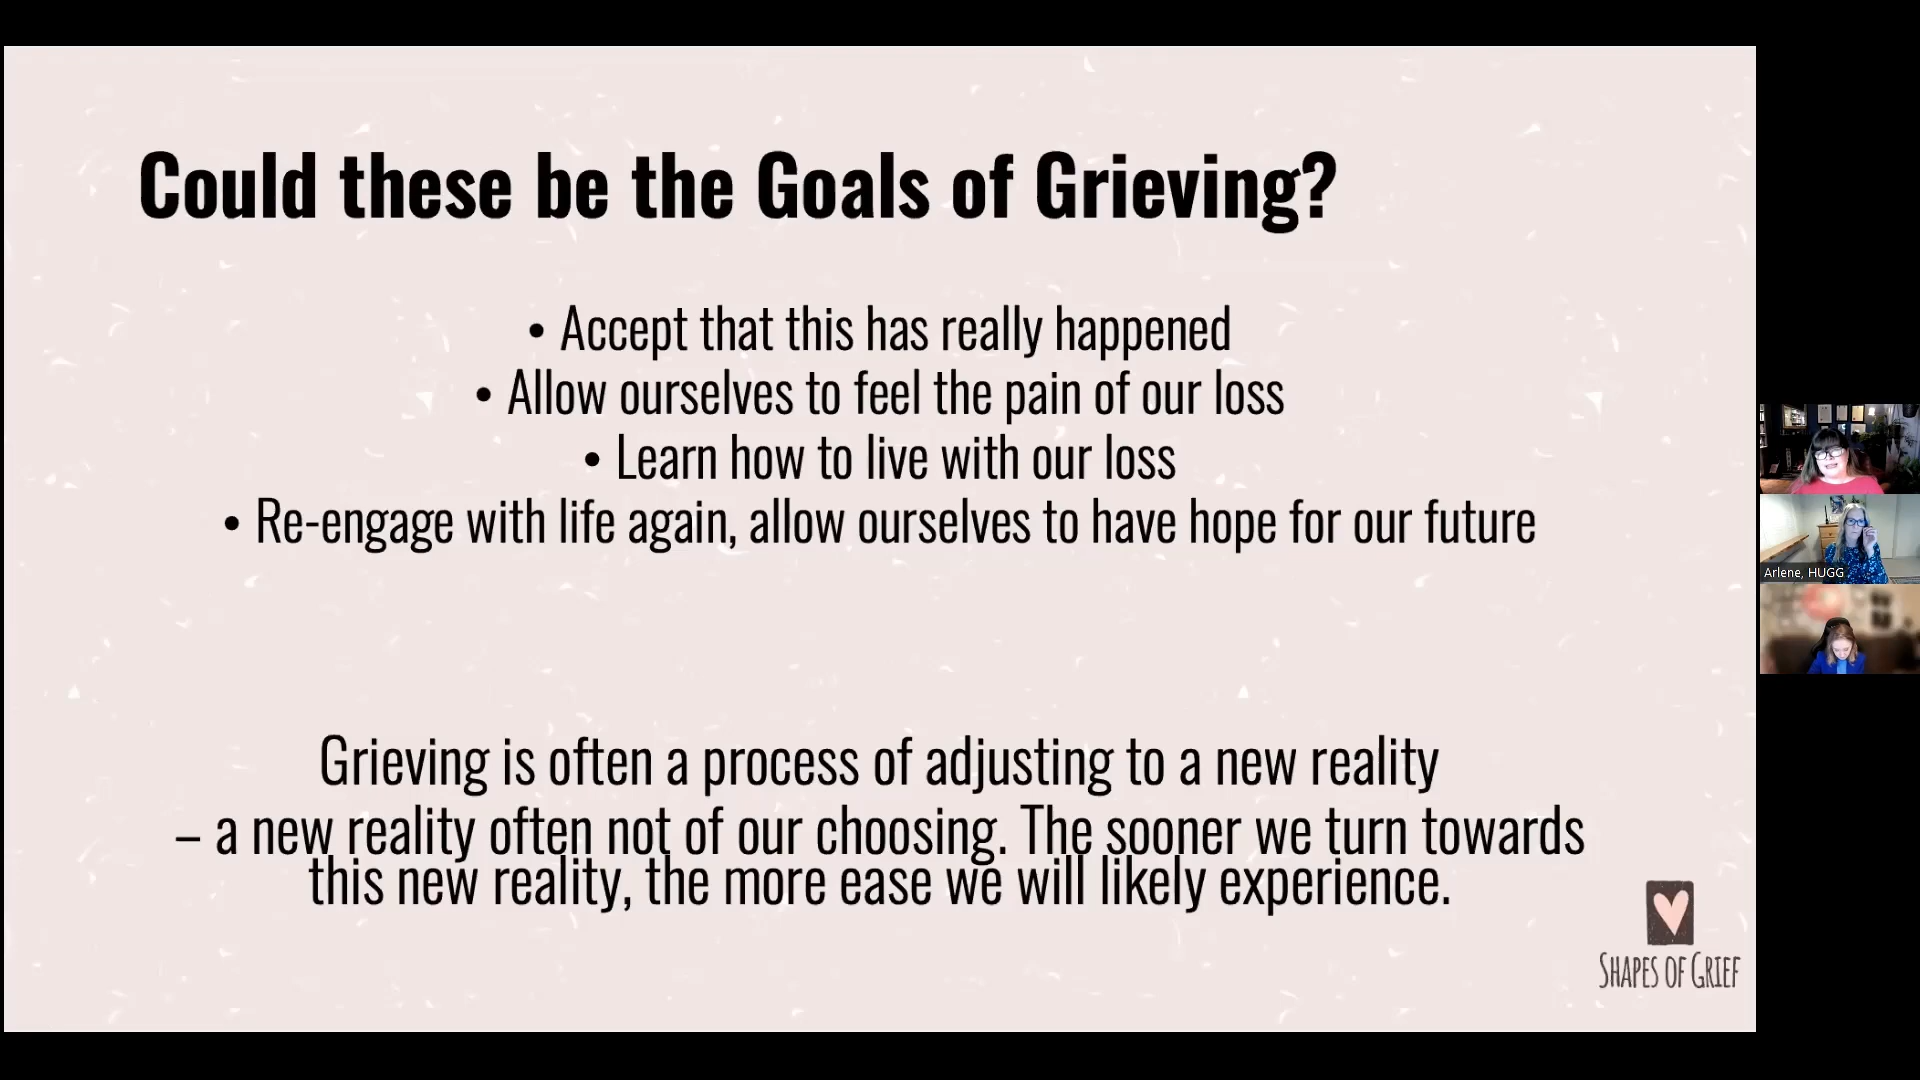 Could these be the Goals of Grieving?
• Accept that this has really happened
• Allow ourselves to feel the pain of our loss
• Learn how to live with our loss
• Re-engage with life again, allow ourselves to have hope for our future
Grieving is often a process of adjusting to a new reality
– a new reality often not of our choosing. The sooner we turn towards
this new reality, the more ease we will likely experience.
SHAPES OF GRIEF
Arlene, HUGG